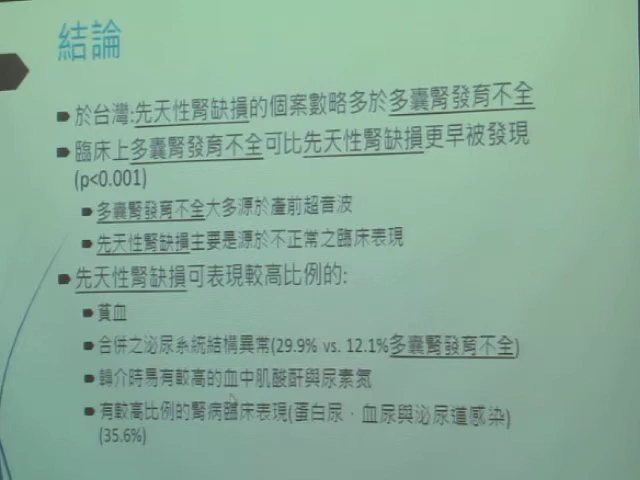 結論
於台灣:先天性腎缺損的個案數略多於多囊腎發育不全
臨床上多囊腎發育不全可比先天性腎缺損更早被發現
(p<0.001)
多囊腎發育不全大多源於產前超音波
先天性腎缺損主要是源於不正常之臨床表現
先天性腎缺損可表現較高比例的:
貧血
合併之泌尿系統結構異常(29.9% vs. 12.1%多囊腎發育不全)
轉介時易有較高的血中肌酸酐與尿素氮
有較高比例的腎病臨床表現(蛋白尿、血尿與泌尿道感染)
(35.6%)